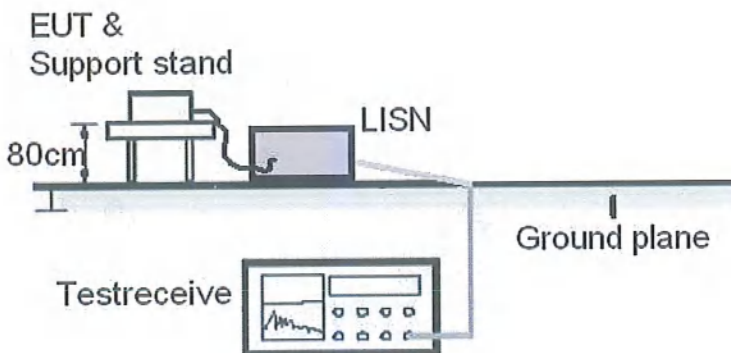 EUT &
Support stand
LISN
80cm
Ground plane
Testreceive